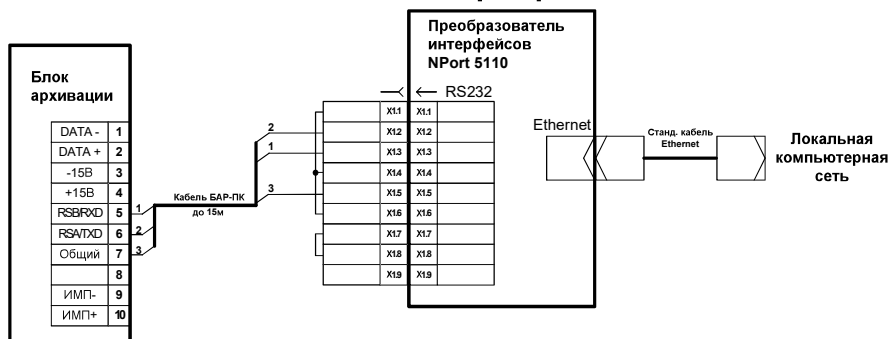 Преобразователь
интерфейсов
NPort 5110
RS232
Блок
архивации
DATA - 1
DATA + 2
-15В 3
+15В 4
RSB/RXD 5
RSA/TXD 6
Общий 7
8
ИМП- 9
ИМП+ 10
1
2
3
Кабель БАР-ПК
до 15м
2
1
3
X1.1 X1.1
X1.2 X1.2
X1.3 X1.3
X1.4 X1.4
X1.5 X1.5
X1.6 X1.6
X1.7 X1.7
X1.8 X1.8
X1.9 X1.9
Ethernet
Станд. кабель
Ethernet
Локальная
компьютерная
сеть